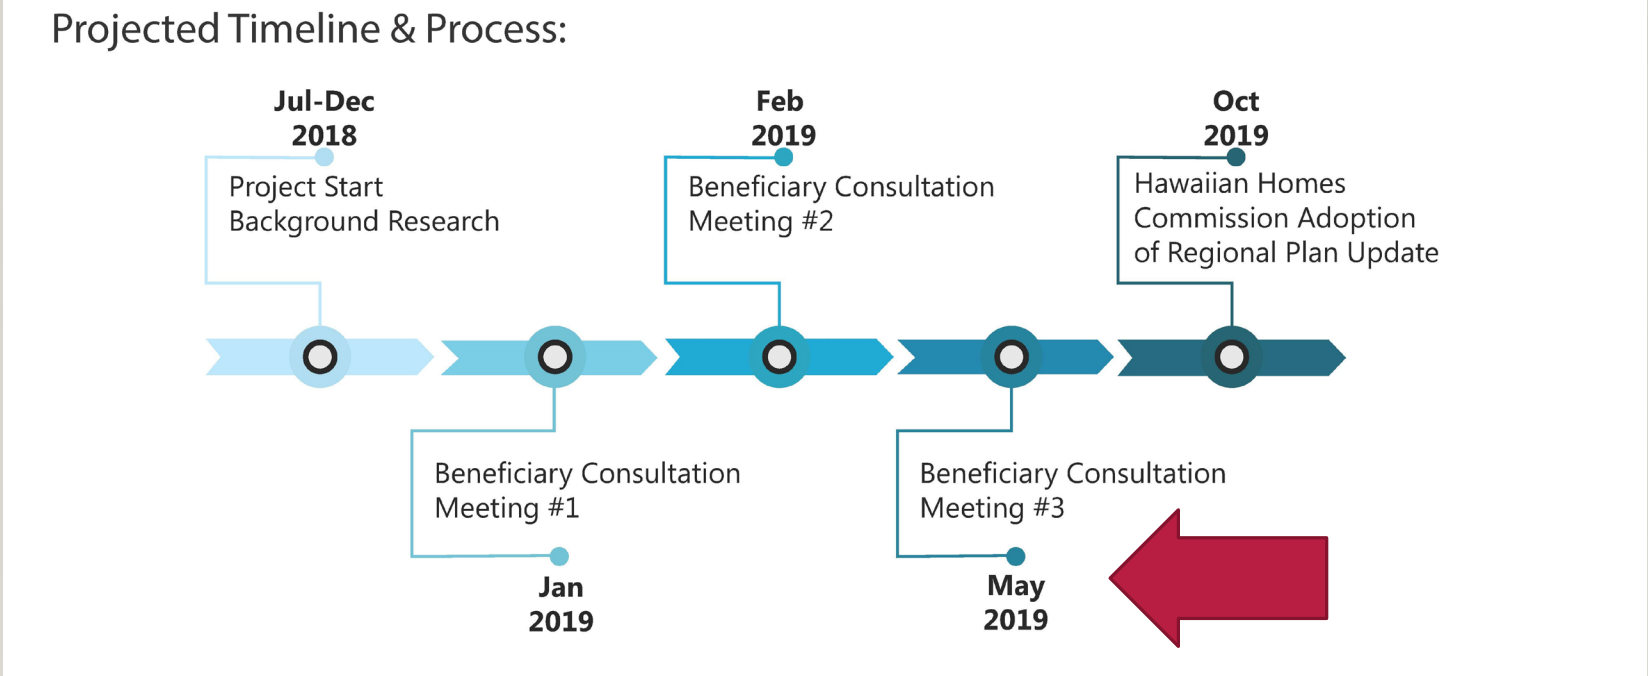 Projected Timeline & Process:
Jul-Dec
2018
Project Start
Background Research
Feb
2019
Beneficiary Consultation
Meeting #2
Oct
2019
Hawaiian Homes
Commission Adoption
of Regional Plan Update
Beneficiary Consultation
Meeting #1
Jan
2019
Beneficiary Consultation
Meeting #3
May
2019